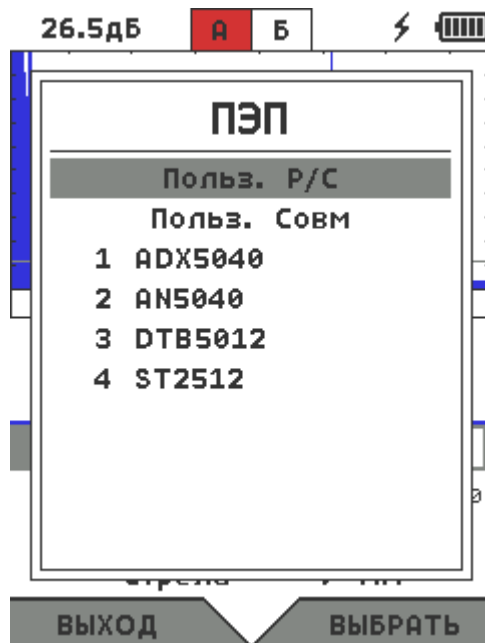 26.5дБ А Б
ПЭП
Польз. Р/С
Польз. Совм
1 ADX5040
2 AN5040
3 DTB5012
4 ST2512
ВЫХОД ВЫБРАТЬ